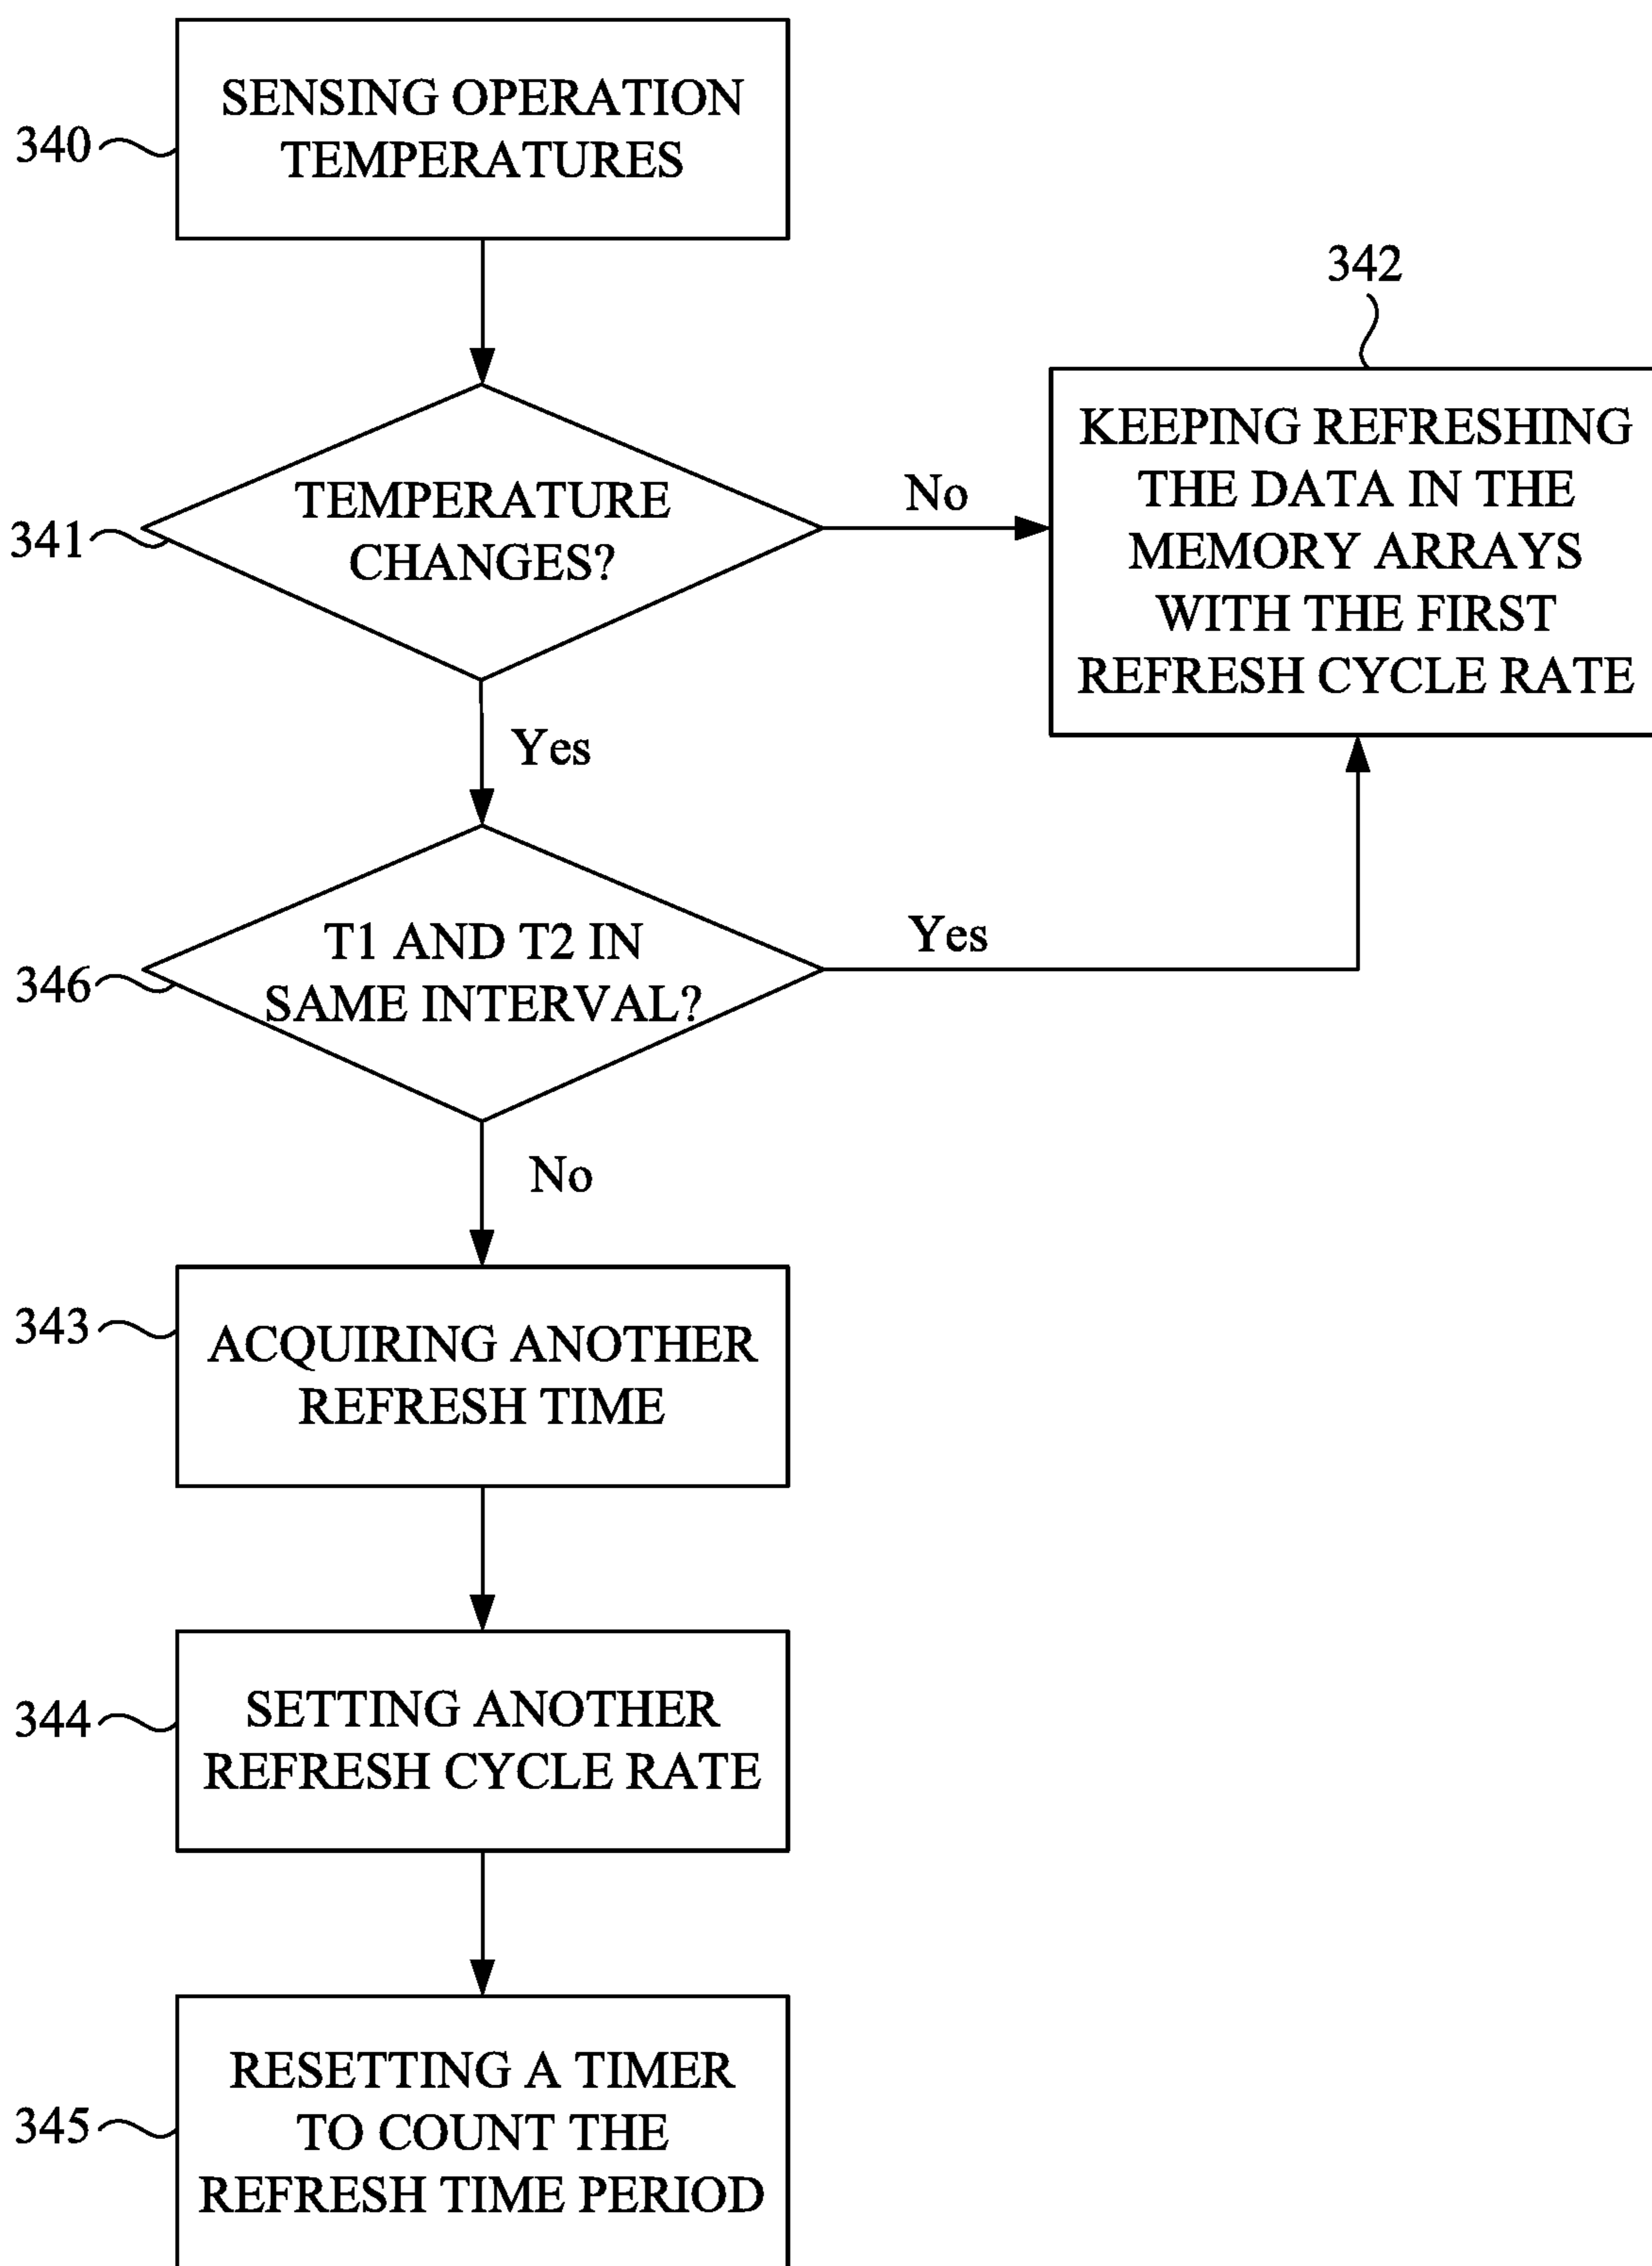 340
SENSING OPERATION
TEMPERATURES
342
341
TEMPERATURE
CHANGES?
No
KEEPING REFRESHING
THE DATA IN THE
MEMORY ARRAYS
WITH THE FIRST
REFRESH CYCLE RATE
Yes
346
T1 AND T2 IN
SAME INTERVAL?
Yes
No
343
ACQUIRING ANOTHER
REFRESH TIME
344
SETTING ANOTHER
REFRESH CYCLE RATE
345
RESETTING A TIMER
TO COUNT THE
REFRESH TIME PERIOD